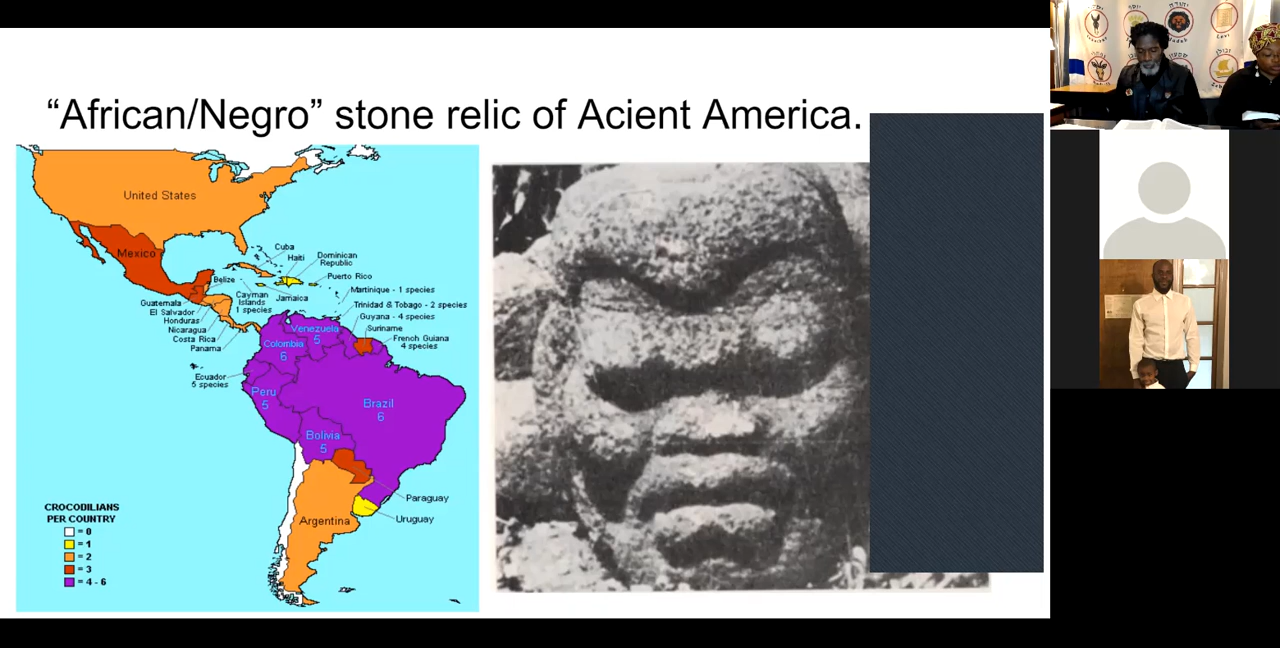 “African/Negro” stone relic of Acient America.
United States
Mexico
Cuba
Haiti
Dominican
Republic
Puerto Rico
Belize
Cayman
Islands
1 species
Jamaica
Martinique - 1 species
Trinidad & Tobago - 2 species
Guyana - 4 species
Suriname
French Guiana
4 species
Guatemala
El Salvador
Honduras
Nicaragua
Costa Rica
Panama
Venezuela
5
Colombia
6
Ecuador
5 species
Peru
5
Brazil
6
Bolivia
5
Paraguay
Uruguay
Argentina
CROCODILIANS
PER COUNTRY
= 0
= 1
= 2
= 3
= 4 - 6
Levi